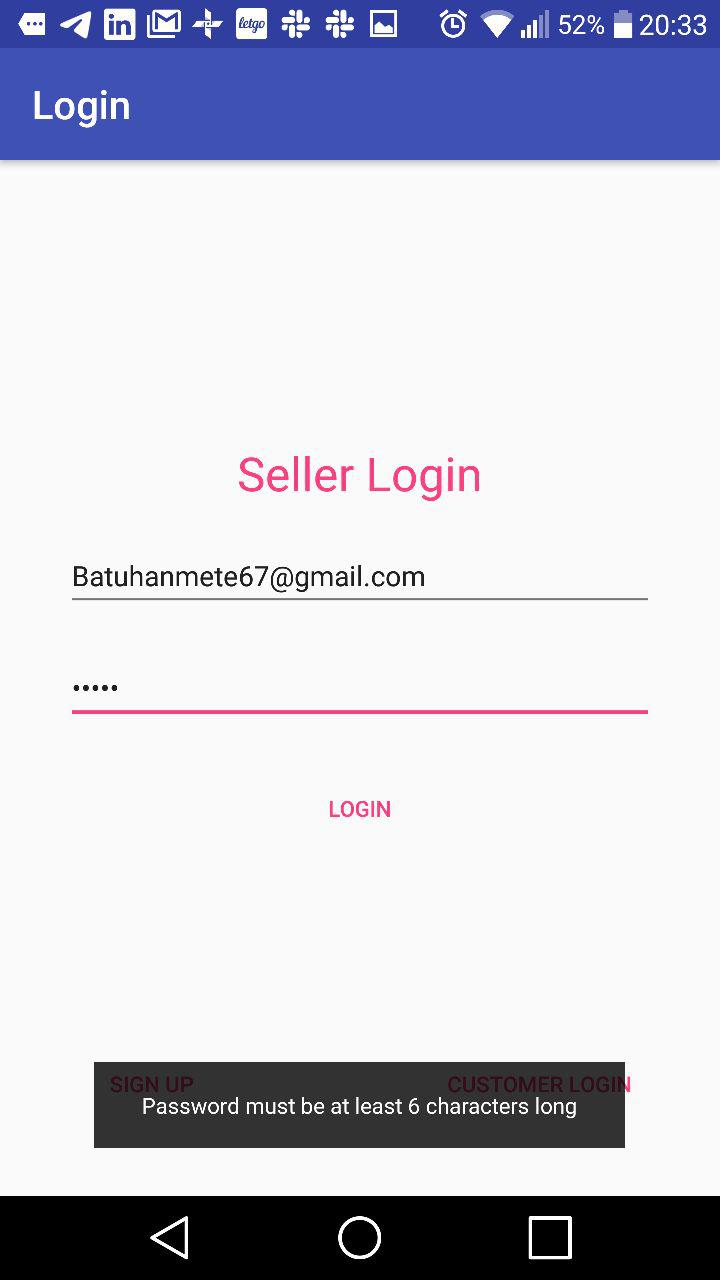 letgo
52%
20:33
Login
Seller Login
Batuhanmete67@gmail.com
•••••
LOGIN
SIGN UP
CUSTOMER LOGIN
Password must be at least 6 characters long